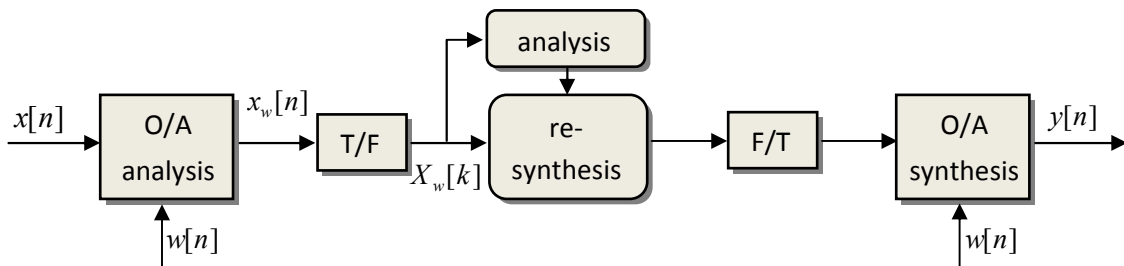 x[n]
O/A
analysis
w[n]
x_w[n]
T/F
X_w[k]
analysis
re-
synthesis
F/T
O/A
synthesis
w[n]
y[n]